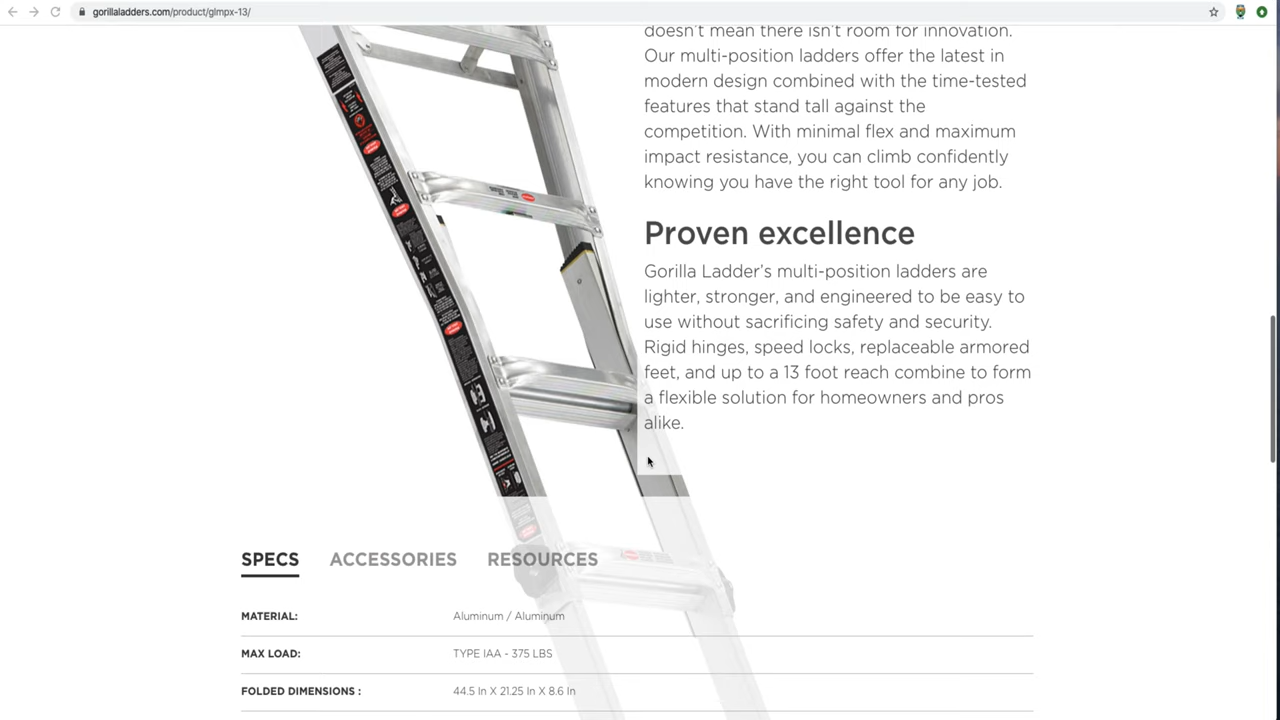 gorillaladders.com/product/glmpx-13/
doesn't mean there isn't room for innovation.
Our multi-position ladders offer the latest in
modern design combined with the time-tested
features that stand tall against the
competition. With minimal flex and maximum
impact resistance, you can climb confidently
knowing you have the right tool for any job.
Proven excellence
Gorilla Ladder's multi-position ladders are
lighter, stronger, and engineered to be easy to
use without sacrificing safety and security.
Rigid hinges, speed locks, replaceable armored
feet, and up to a 13 foot reach combine to form
a flexible solution for homeowners and pros
alike.
SPECS ACCESSORIES RESOURCES
MATERIAL: Aluminum / Aluminum
MAX LOAD: TYPE IAA - 375 LBS
FOLDED DIMENSIONS : 44.5 In X 21.25 In X 8.6 In